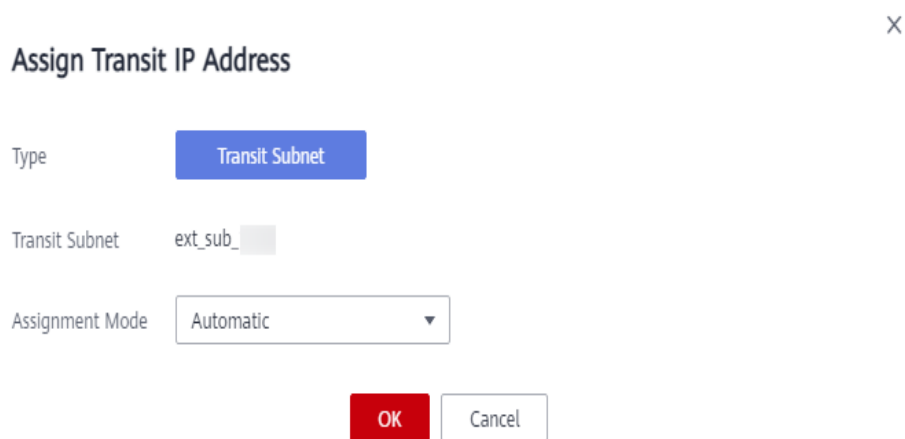 Assign Transit IP Address
Type Transit Subnet
Transit Subnet ext_sub_
Assignment Mode Automatic
OK Cancel